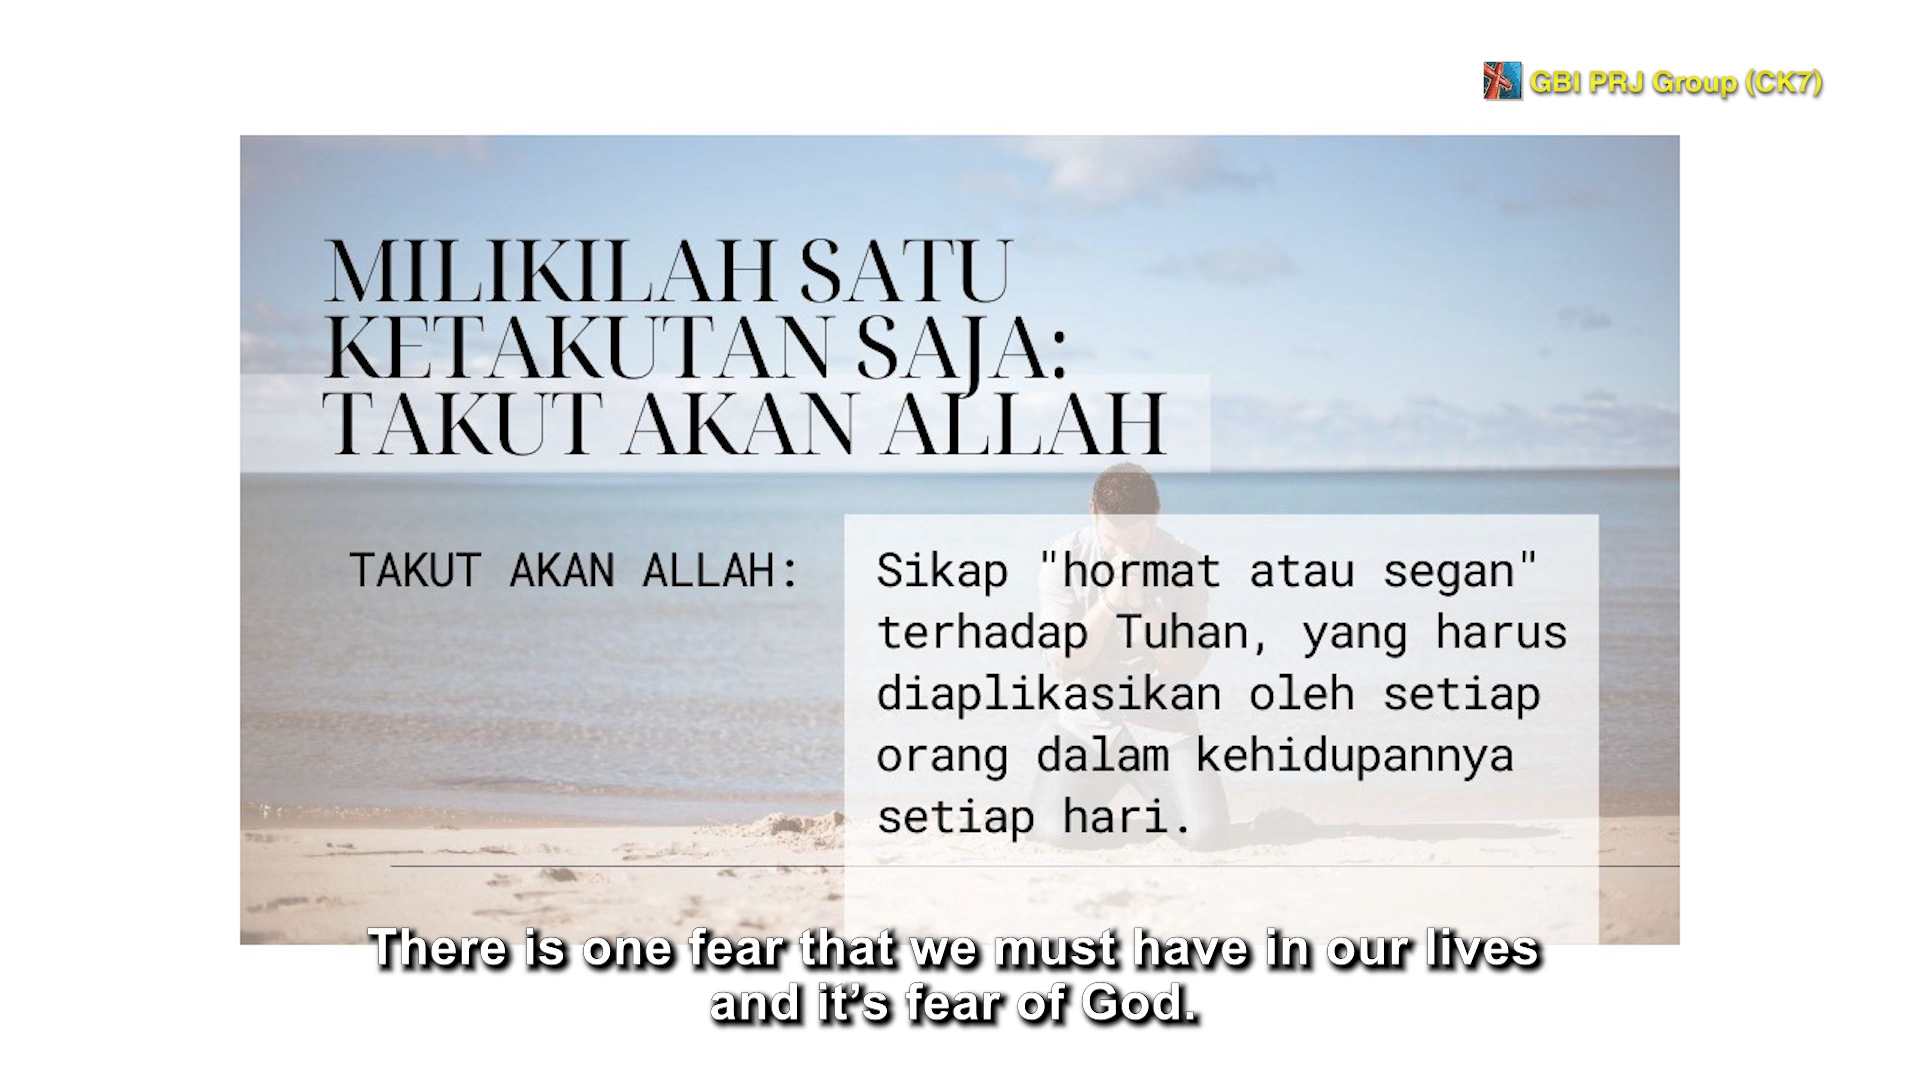 GBI PRJ Group (CK7)
MILIKILAH SATU
KETAKUTAN SAJA:
TAKUT AKAN ALLAH
TAKUT AKAN ALLAH:
Sikap "hormat atau segan"
terhadap Tuhan, yang harus
diaplikasikan oleh setiap
orang dalam kehidupannya
setiap hari.
There is one fear that we must have in our lives
and it’s fear of God.